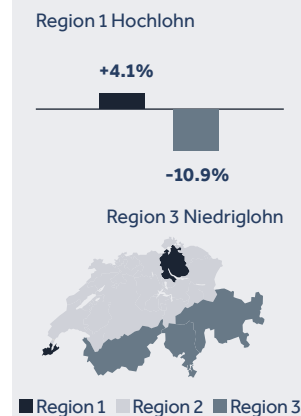 Region 1 Hochlohn
+4.1%
-10.9%
Region 3 Niedriglohn
Region 1 Region 2 Region 3